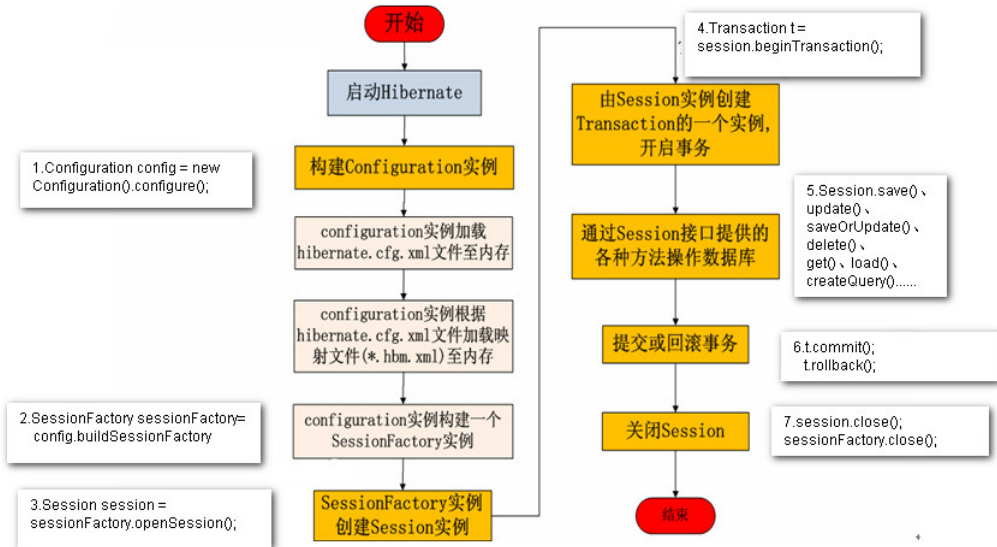 开始
启动Hibernate
构建Configuration实例
1.Configuration config = new
Configuration().configure();
configuration实例加载
hibernate.cfg.xml文件至内存
configuration实例根据
hibernate.cfg.xml文件加载映
射文件(*.hbm.xml)至内存
configuration实例构建一个
SessionFactory实例
2.SessionFactory sessionFactory=
config.buildSessionFactory
SessionFactory实例
创建Session实例
3.Session session =
sessionFactory.openSession();
4.Transaction t =
session.beginTransaction();
由Session实例创建
Transaction的一个实例,
开启事务
通过Session接口提供的
各种方法操作数据库
5.Session.save()、
update()、
saveOrUpdate()、
delete()、
get()、load()、
createQuery()......
提交或回滚事务
6.t.commit();
t.rollback();
关闭Session
7.session.close();
sessionFactory.close();
结束